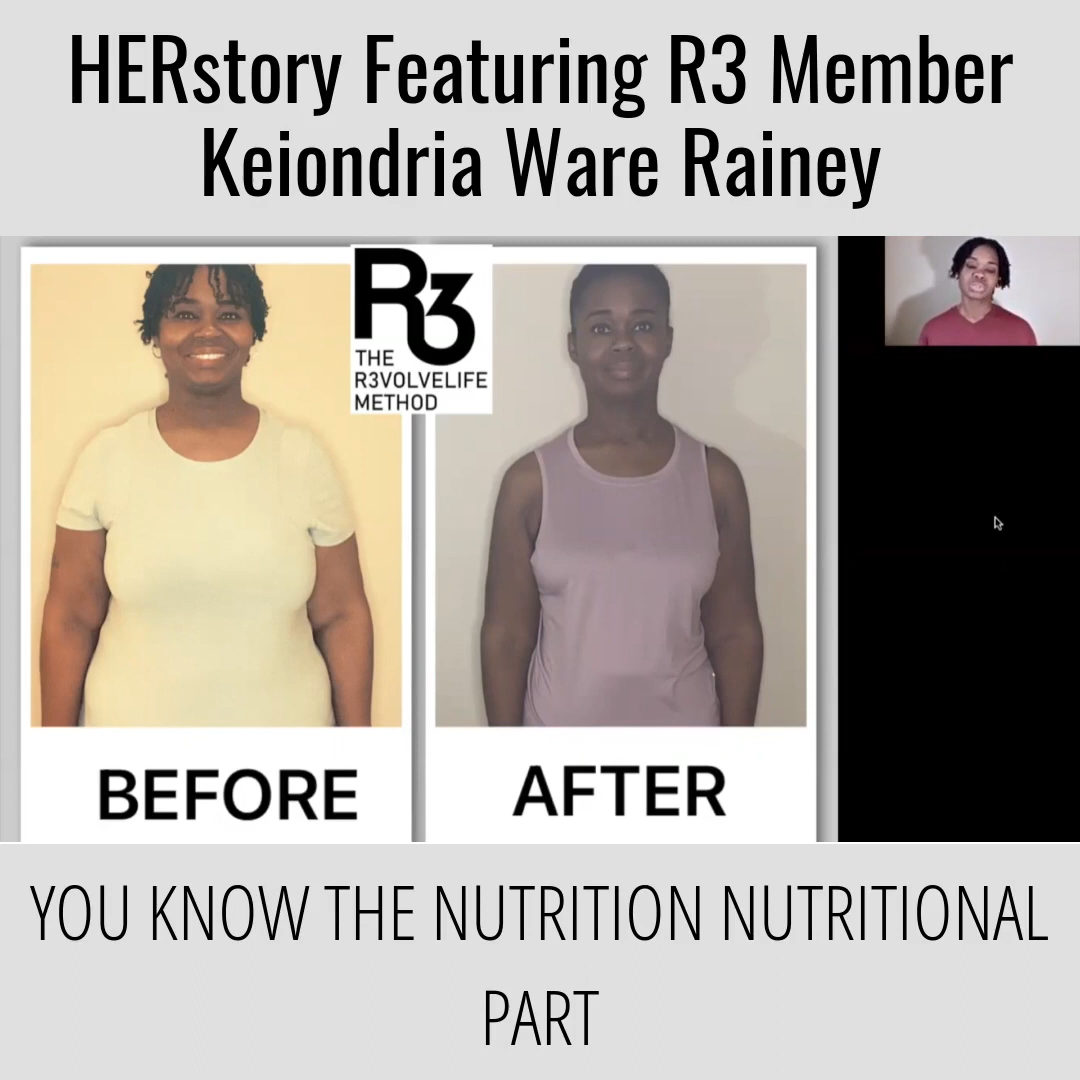 HERstory Featuring R3 Member
Keiondria Ware Rainey
R3
THE
R3VOLVELIFE
METHOD
BEFORE
AFTER
YOU KNOW THE NUTRITION NUTRITIONAL
PART